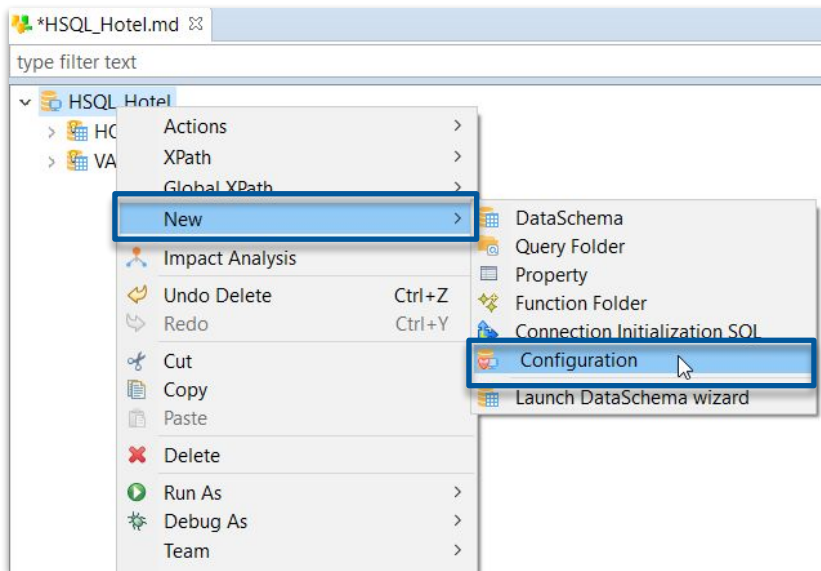 *HSQL_Hotel.md
type filter text
HSQL_Hotel
HO
VA
Actions
XPath
Global XPath
New
Impact Analysis
Undo Delete Ctrl+Z
Redo Ctrl+Y
Cut
Copy
Paste
Delete
Run As
Debug As
Team
DataSchema
Query Folder
Property
Function Folder
Connection Initialization SQL
Configuration
Launch DataSchema wizard